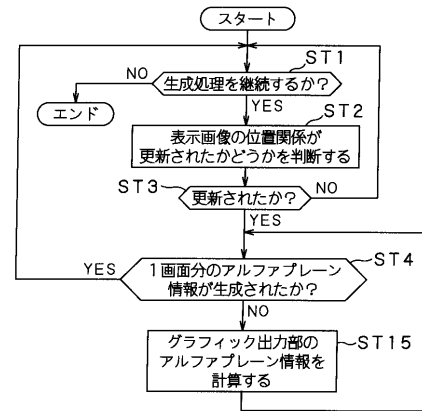 スタート
ST1
NO
生成処理を継続するか?
エンド
YES
ST2
表示画像の位置関係が
更新されたかどうかを判断する
ST3
更新されたか?
NO
YES
ST4
YES
1画面分のアルファプレーン
情報が生成されたか?
NO
グラフィック出力部の
アルファプレーン情報を
計算する
ST15